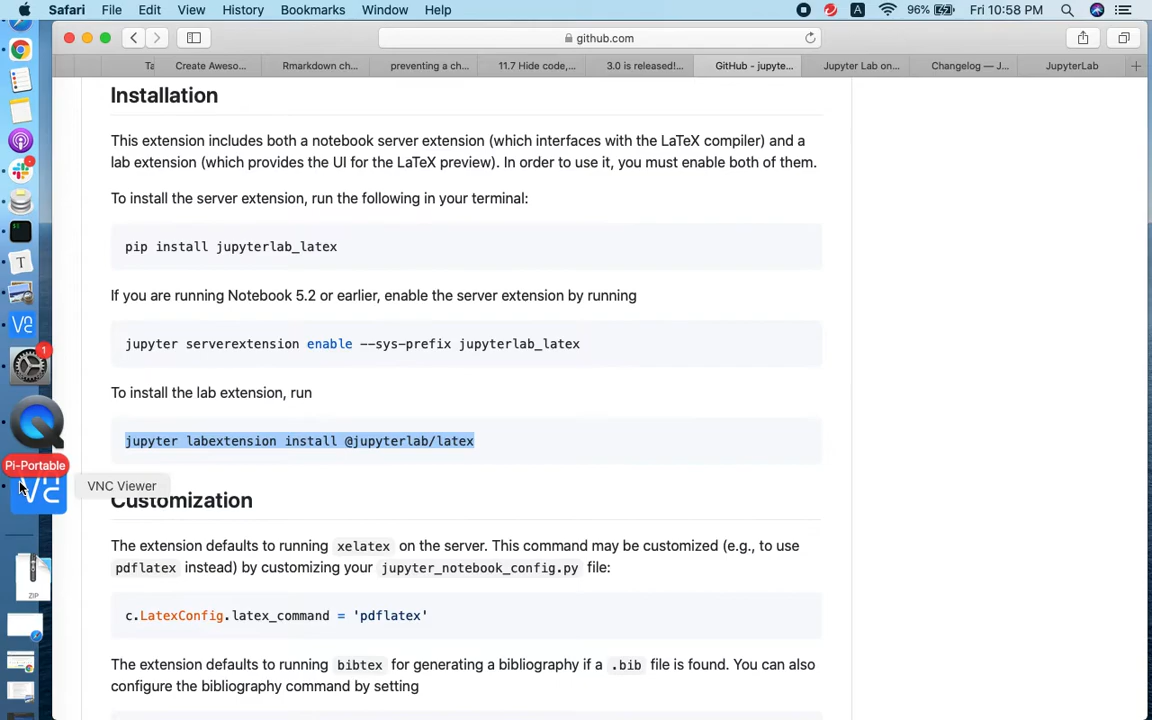 Safari File Edit View History Bookmarks Window Help A 96% Fri 10:58 PM
github.com
Ta Create Aweso... Rmarkdown ch... preventing a ch... 11.7 Hide code,... 3.0 is released!... GitHub - jupyte... Jupyter Lab on... Changelog — J... JupyterLab
Installation
This extension includes both a notebook server extension (which interfaces with the LaTeX compiler) and a
lab extension (which provides the UI for the LaTeX preview). In order to use it, you must enable both of them.
To install the server extension, run the following in your terminal:
pip install jupyterlab_latex
If you are running Notebook 5.2 or earlier, enable the server extension by running
jupyter serverextension enable --sys-prefix jupyterlab_latex
To install the lab extension, run
jupyter labextension install @jupyterlab/latex
Customization
The extension defaults to running xelatex on the server. This command may be customized (e.g., to use
pdflatex instead) by customizing your jupyter_notebook_config.py file:
c.LatexConfig.latex_command = 'pdflatex'
The extension defaults to running bibtex for generating a bibliography if a .bib file is found. You can also
configure the bibliography command by setting
T
1
Pi-Portable
VNC Viewer
ZIP